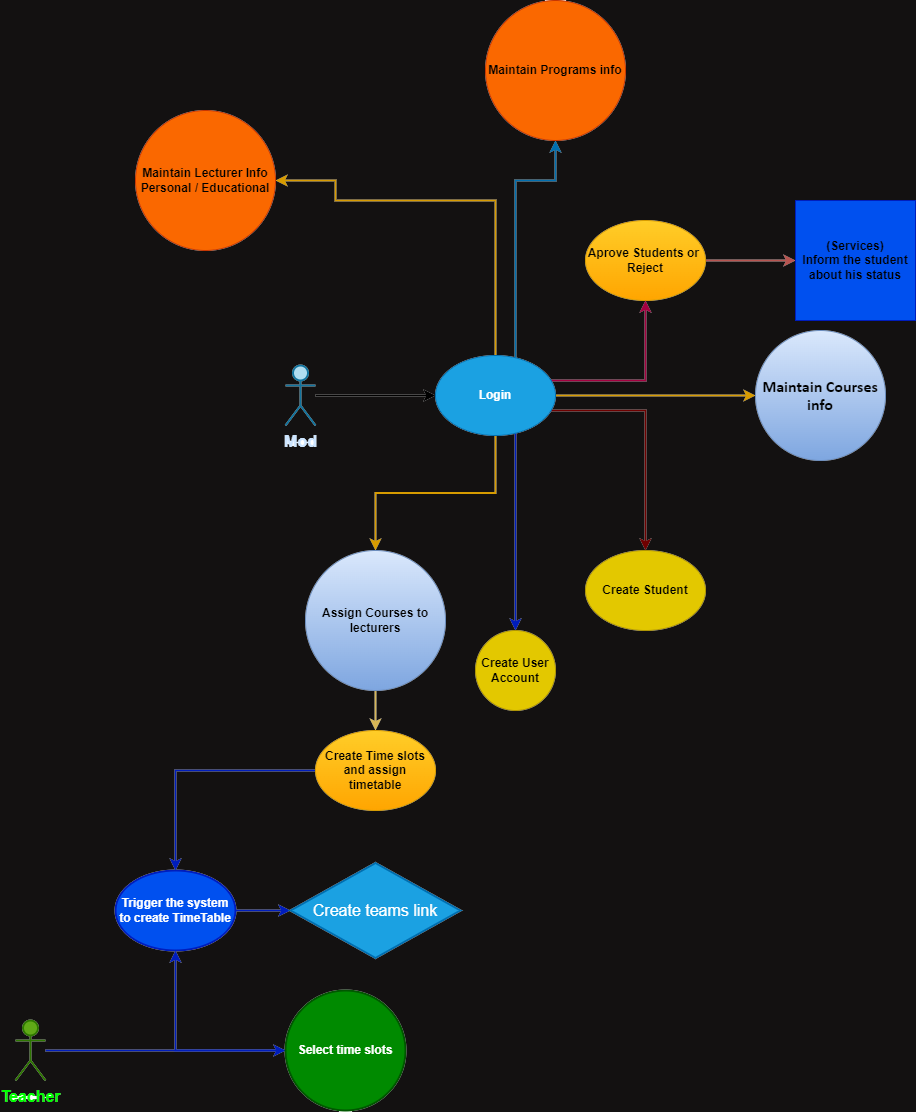 Maintain Programs info
Maintain Lecturer Info
Personal / Educational
Aprove Students or
Reject
(Services)
Inform the student
about his status
Login
Maintain Courses
info
Mod
Assign Courses to
lecturers
Create Student
Create User
Account
Create Time slots
and assign
timetable
Trigger the system
to create TimeTable
Create teams link
Select time slots
Teacher